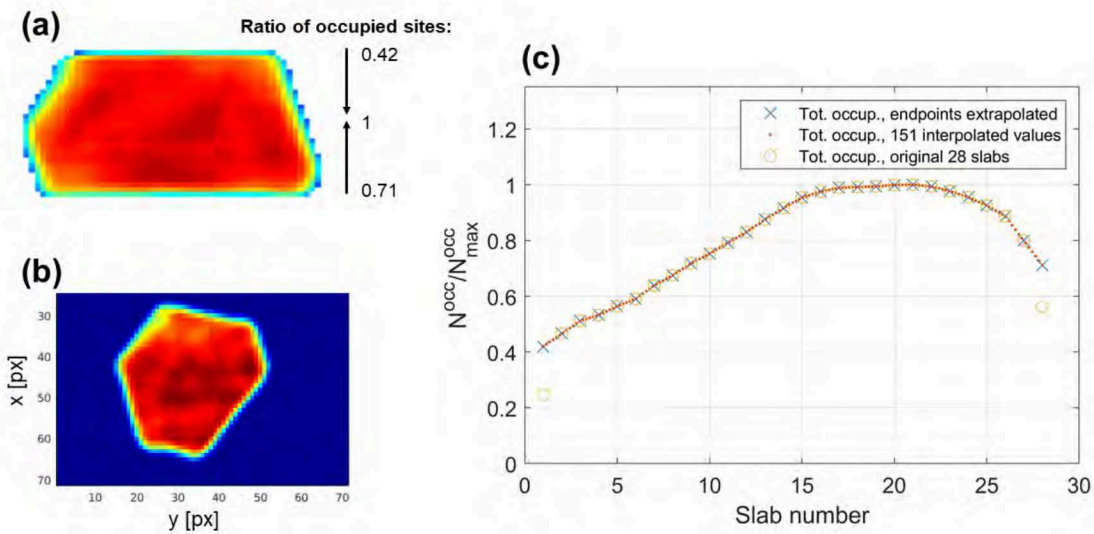 (a)
Ratio of occupied sites:
0.42
1
0.71
(b)
x [px]
30
40
50
60
70
10 20 30 40 50 60 70
y [px]
(c)
Tot. occup., endpoints extrapolated
Tot. occup., 151 interpolated values
Tot. occup., original 28 slabs
N^occ/N^occ_max
1.2
1
0.8
0.6
0.4
0.2
0
0 5 10 15 20 25 30
Slab number